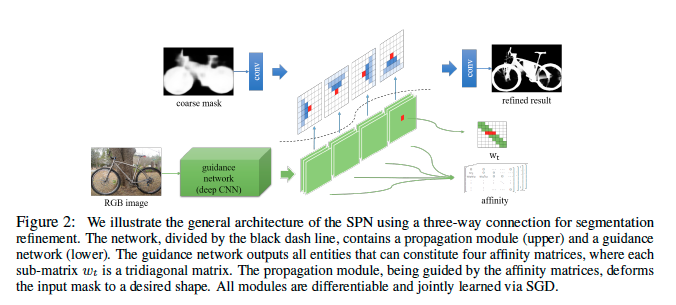 conv
conv
coarse mask
refined result
guidance
network
(deep CNN)
Wt
RGB image
affinity
Figure 2: We illustrate the general architecture of the SPN using a three-way connection for segmentation
refinement. The network, divided by the black dash line, contains a propagation module (upper) and a guidance
network (lower). The guidance network outputs all entities that can constitute four affinity matrices, where each
sub-matrix wt is a tridiagonal matrix. The propagation module, being guided by the affinity matrices, deforms
the input mask to a desired shape. All modules are differentiable and jointly learned via SGD.